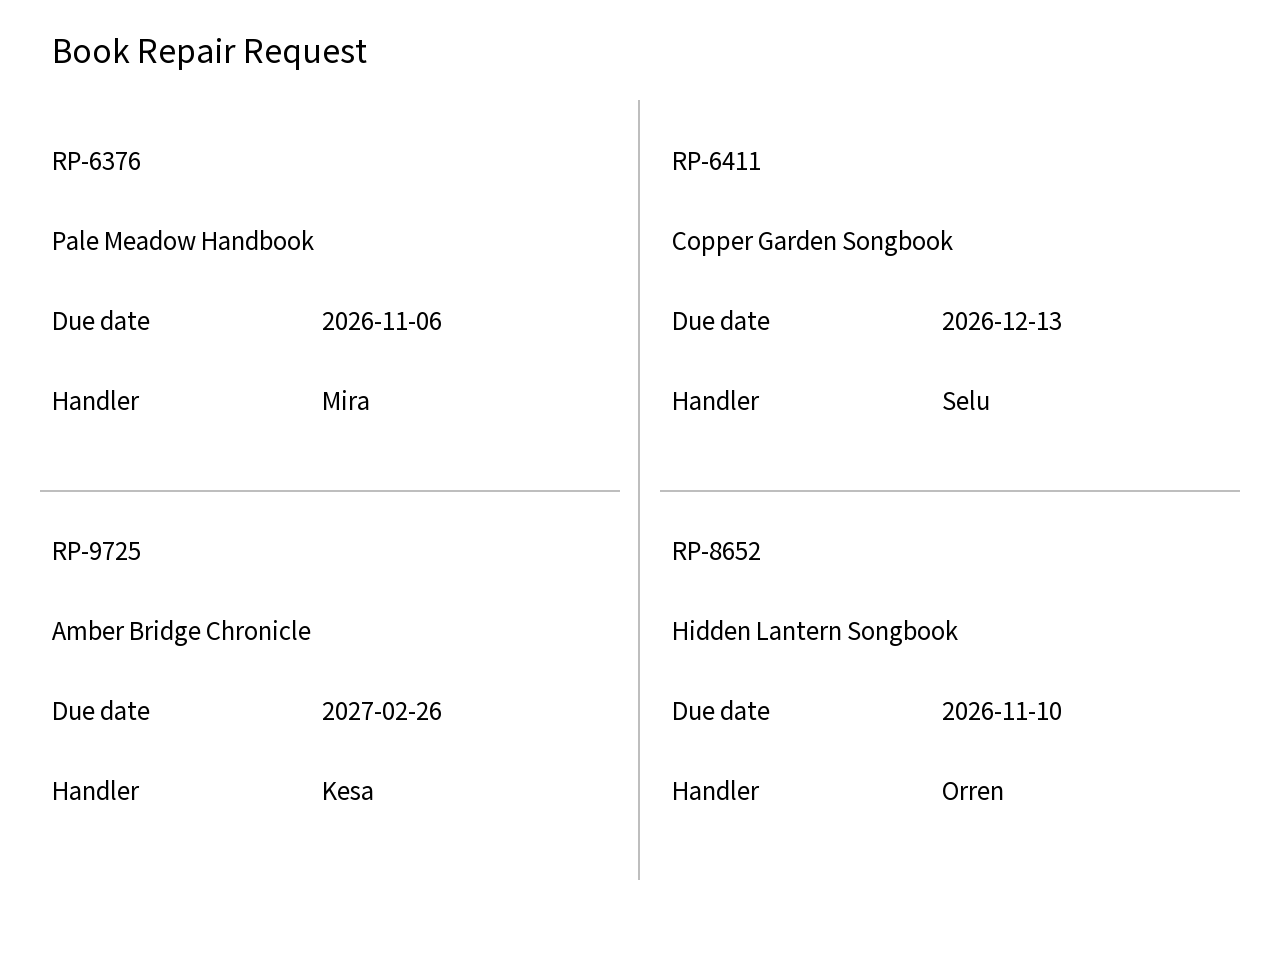 Book Repair Request
RP-6376
Pale Meadow Handbook
Due date 2026-11-06
Handler Mira
RP-6411
Copper Garden Songbook
Due date 2026-12-13
Handler Selu
RP-9725
Amber Bridge Chronicle
Due date 2027-02-26
Handler Kesa
RP-8652
Hidden Lantern Songbook
Due date 2026-11-10
Handler Orren